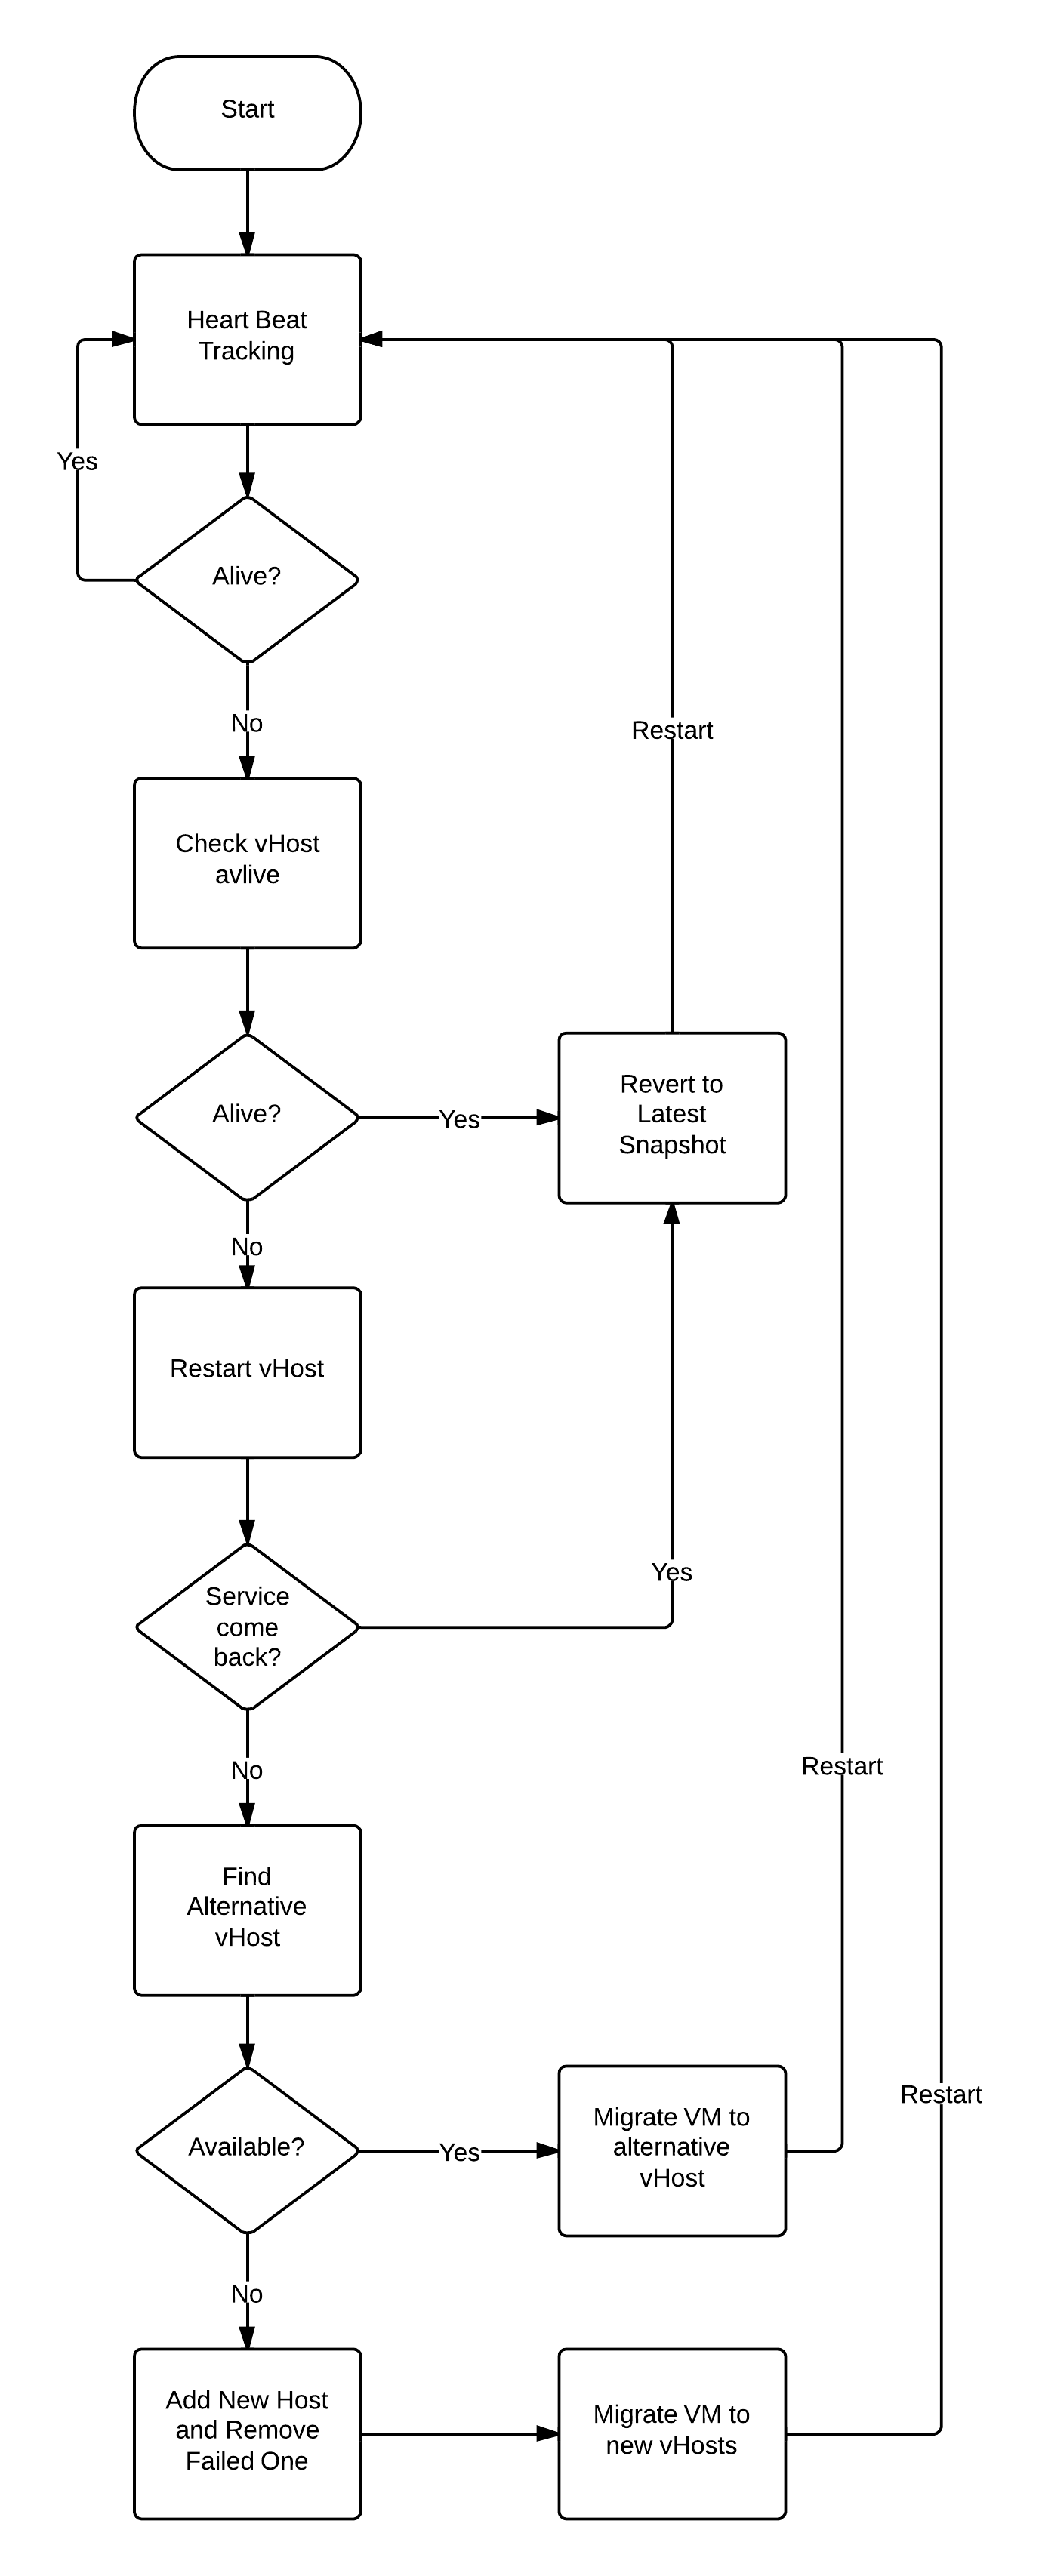 Start
Heart Beat
Tracking
Yes
Alive?
No
Restart
Check vHost
avlive
Alive?
Yes
Revert to
Latest
Snapshot
No
Restart vHost
Service
come
back?
Yes
No
Restart
Find
Alternative
vHost
Restart
Available?
Yes
Migrate VM to
alternative
vHost
No
Add New Host
and Remove
Failed One
Migrate VM to
new vHosts